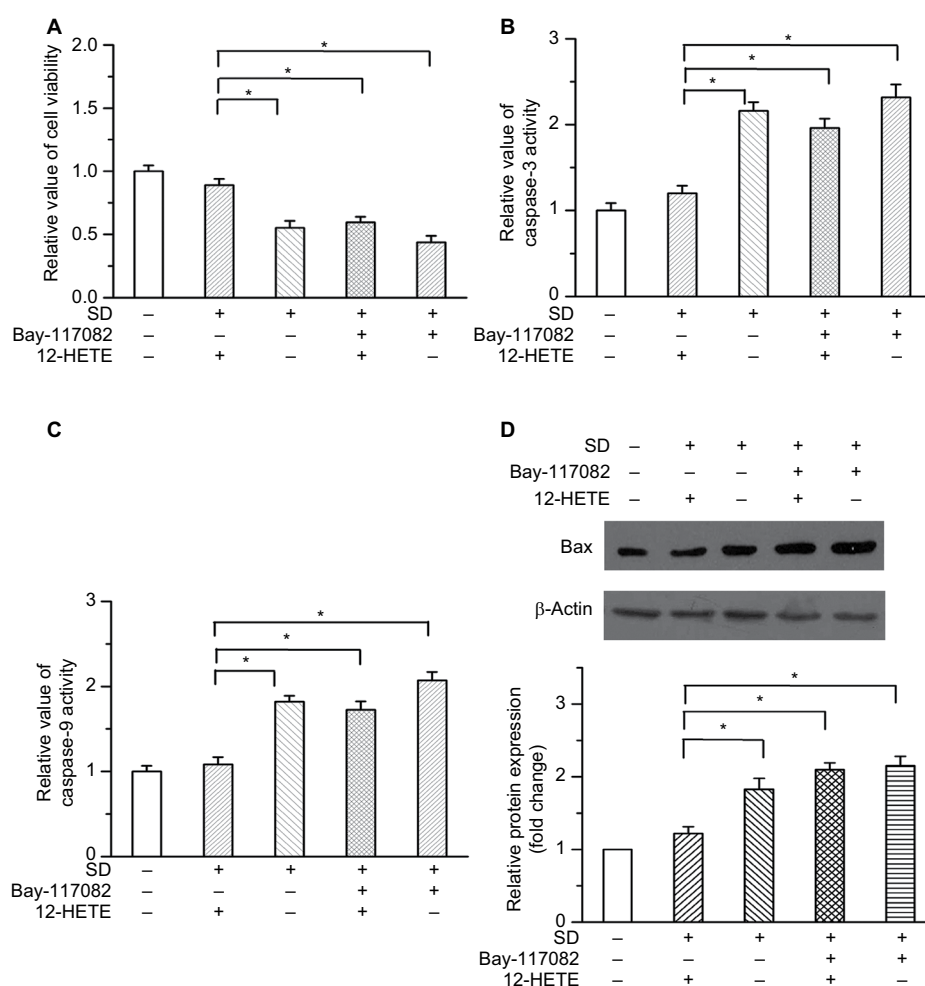 A
Relative value of cell viability
2.0
1.5
1.0
0.5
0.0
* * *
SD – + + + +
Bay-117082 – – – + +
12-HETE – + – + –
B
Relative value of
caspase-3 activity
3
2
1
0
* * *
SD – + + + +
Bay-117082 – – – + +
12-HETE – + – + –
C
Relative value of
caspase-9 activity
3
2
1
0
* * *
SD – + + + +
Bay-117082 – – – + +
12-HETE – + – + –
D
SD – + + + +
Bay-117082 – – – + +
12-HETE – + – + –
Bax
β-Actin
Relative protein expression
(fold change)
3
2
1
0
* * *
SD – + + + +
Bay-117082 – – – + +
12-HETE – + – + –